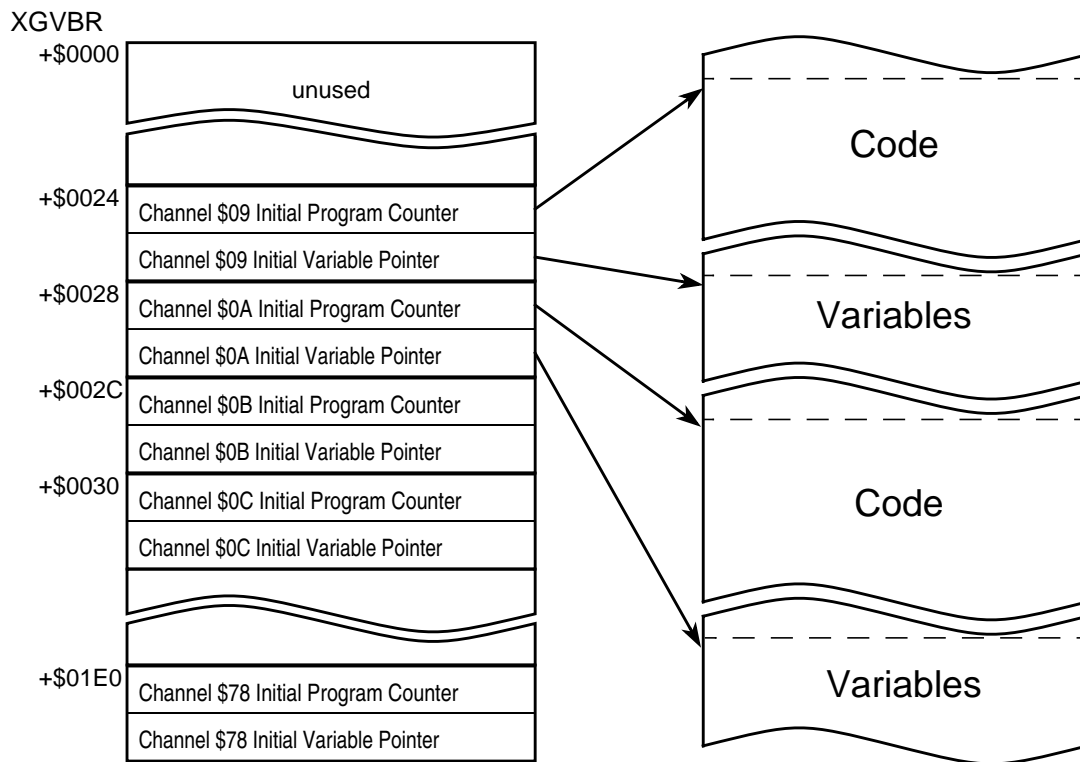 XGVBR
+$0000
unused
+$0024
Channel $09 Initial Program Counter
Channel $09 Initial Variable Pointer
+$0028
Channel $0A Initial Program Counter
Channel $0A Initial Variable Pointer
+$002C
Channel $0B Initial Program Counter
Channel $0B Initial Variable Pointer
+$0030
Channel $0C Initial Program Counter
Channel $0C Initial Variable Pointer
+$01E0
Channel $78 Initial Program Counter
Channel $78 Initial Variable Pointer
Code
Variables
Code
Variables